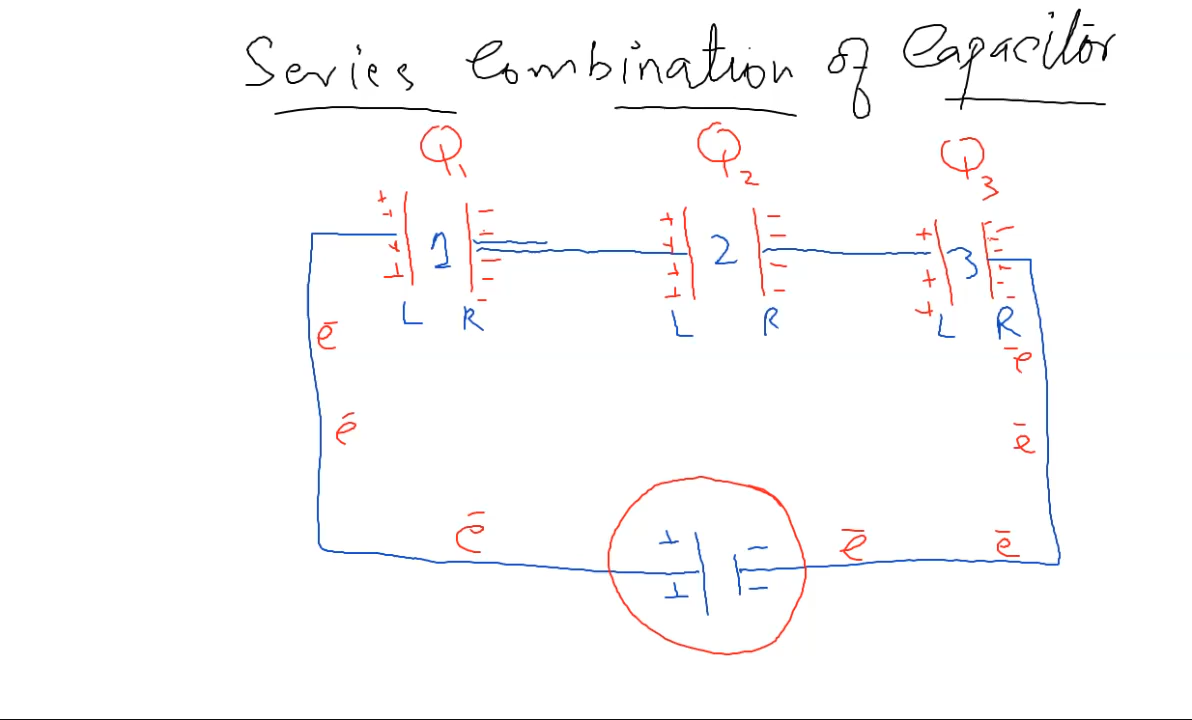 Series Combination of Capacitor
Q1 Q2 Q3
+ + + + - - - - - + + + + - - - - + + + - - - - - -
1 2 3
L R L R L R
e̅ e̅
e̅ e̅
e̅ e̅ e̅
+ + - -